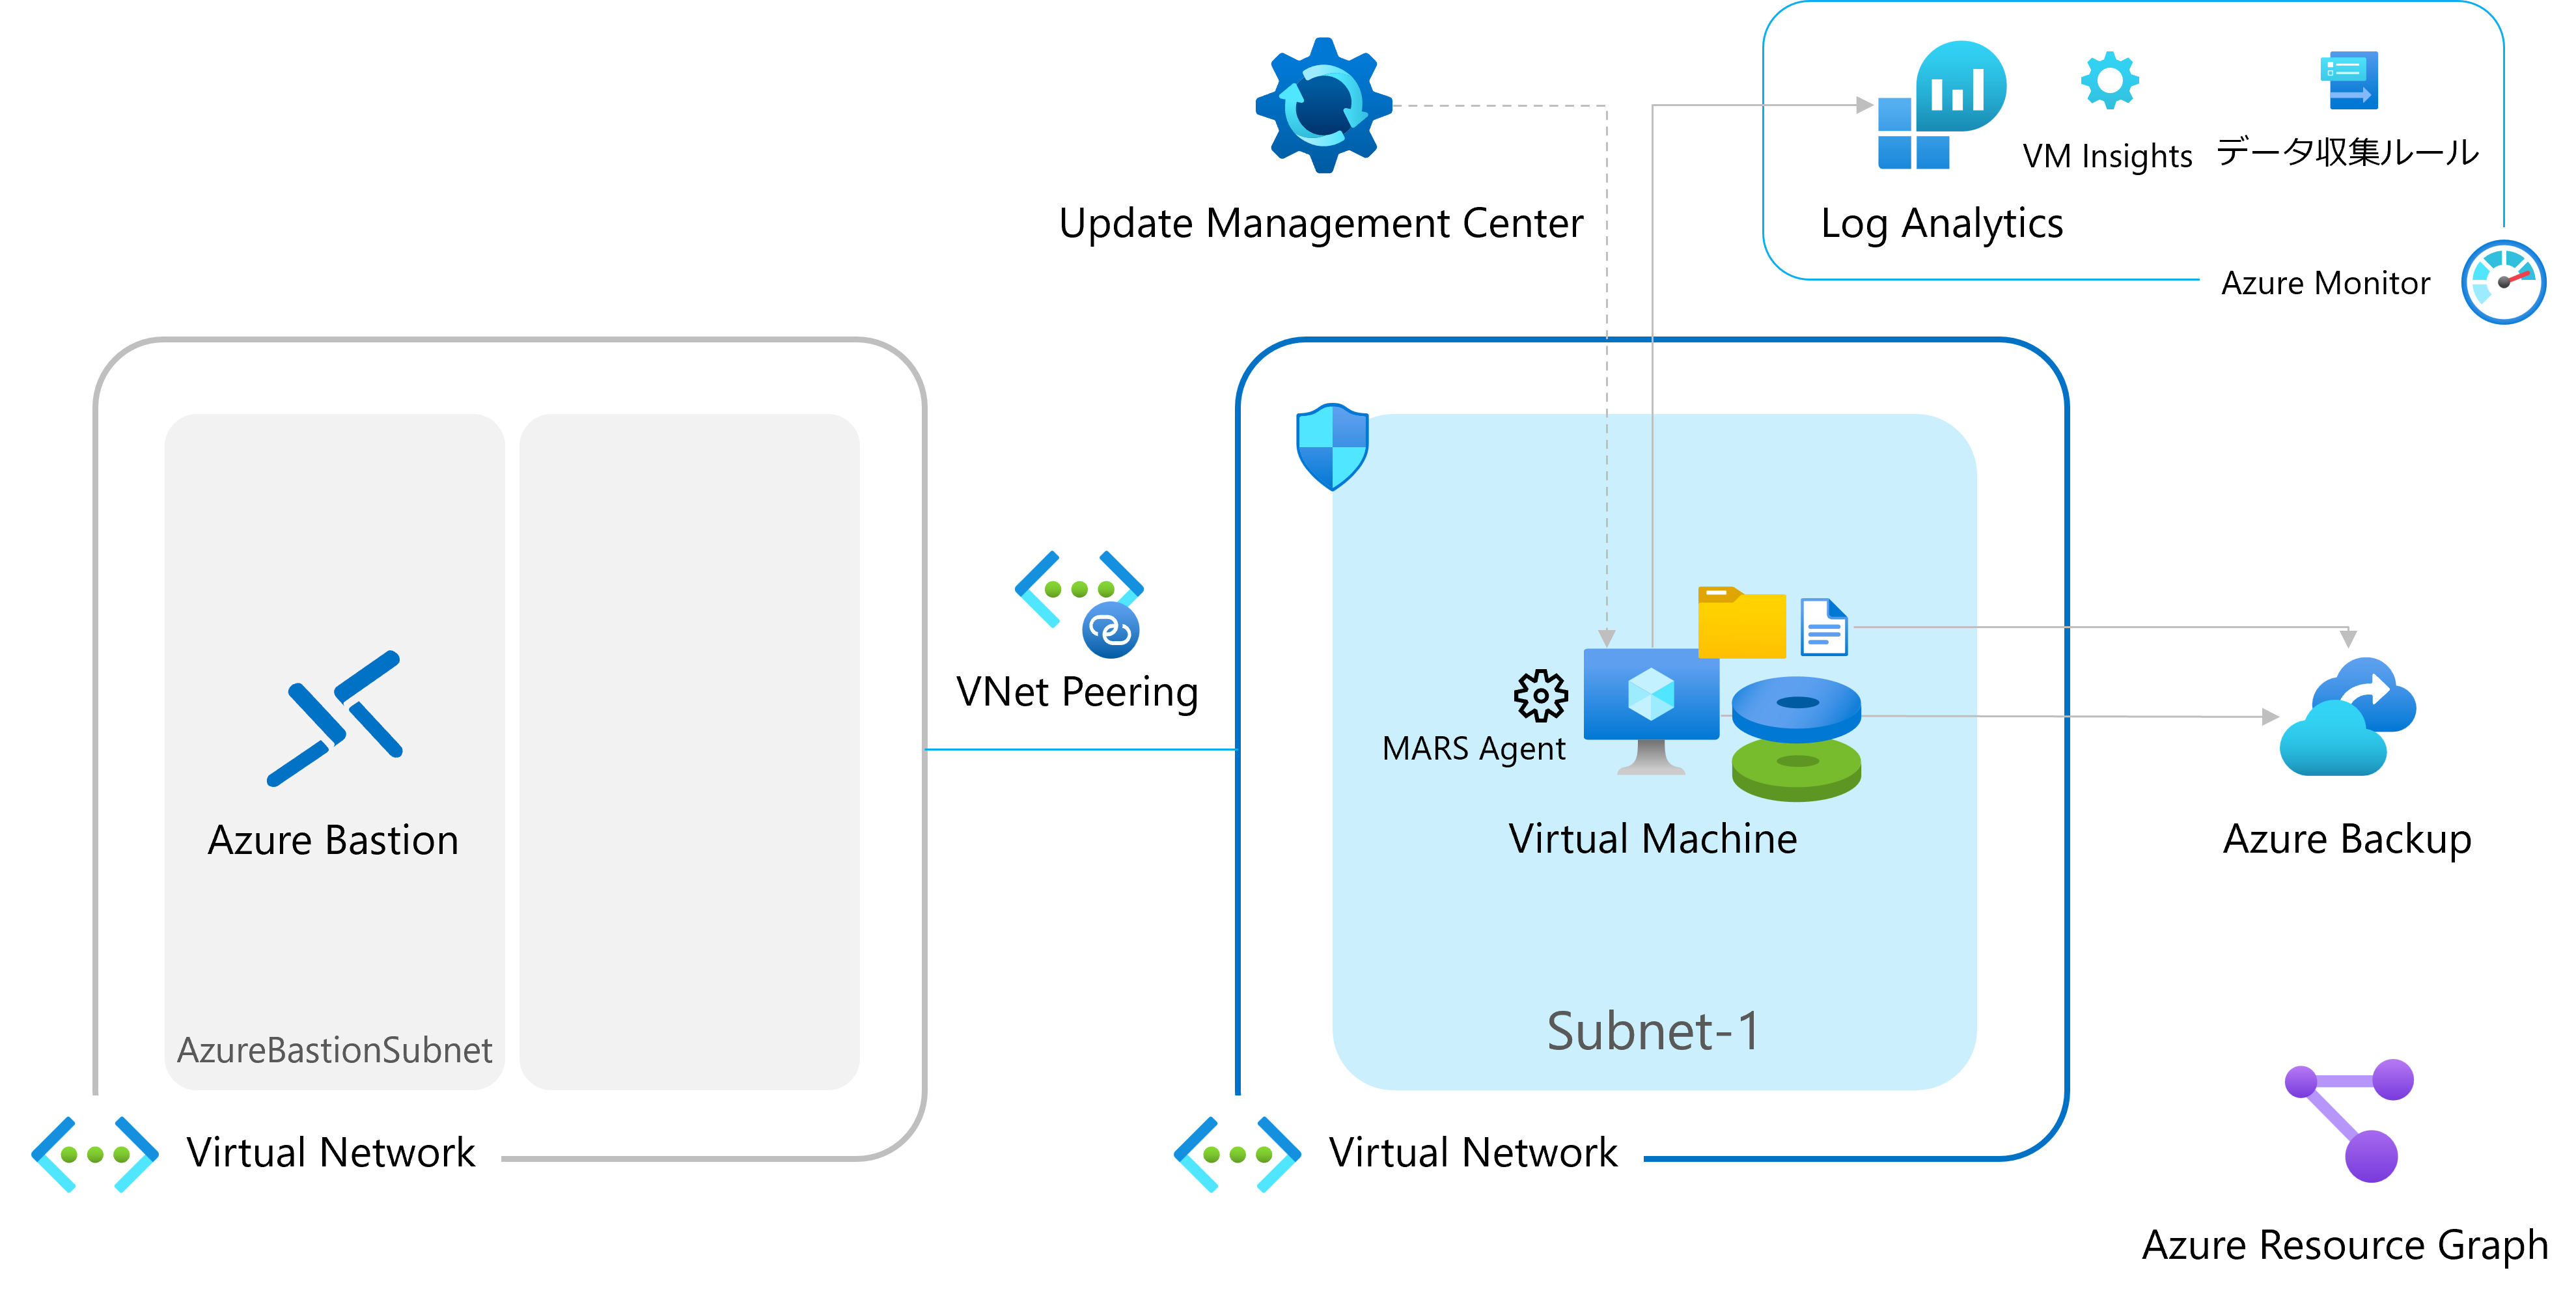 VM Insights
データ収集ルール
Update Management Center
Log Analytics
Azure Monitor
VNet Peering
MARS Agent
Azure Bastion
Virtual Machine
Azure Backup
Subnet-1
AzureBastionSubnet
Virtual Network
Virtual Network
Azure Resource Graph